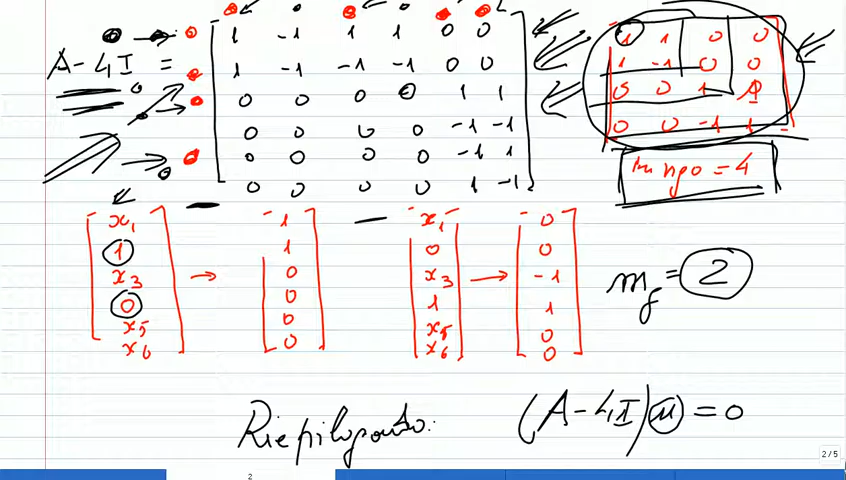 A-4I =
1 -1 1 1 0 0
1 -1 -1 -1 0 0
0 0 0 0 1 1
0 0 0 0 -1 -1
0 0 0 0 -1 1
0 0 0 0 1 -1
1 1 0 0
1 -1 0 0
0 0 1
0 0 -1 1
= 4
x₁
1
x₃
0
x₅
x₆
→
1
1
0
0
0
0
x₁
0
x₃
1
x₅
x₆
→
0
0
-1
1
0
0
mg = 2
Riepilogando:
(A-4I)u = 0
2/5
2